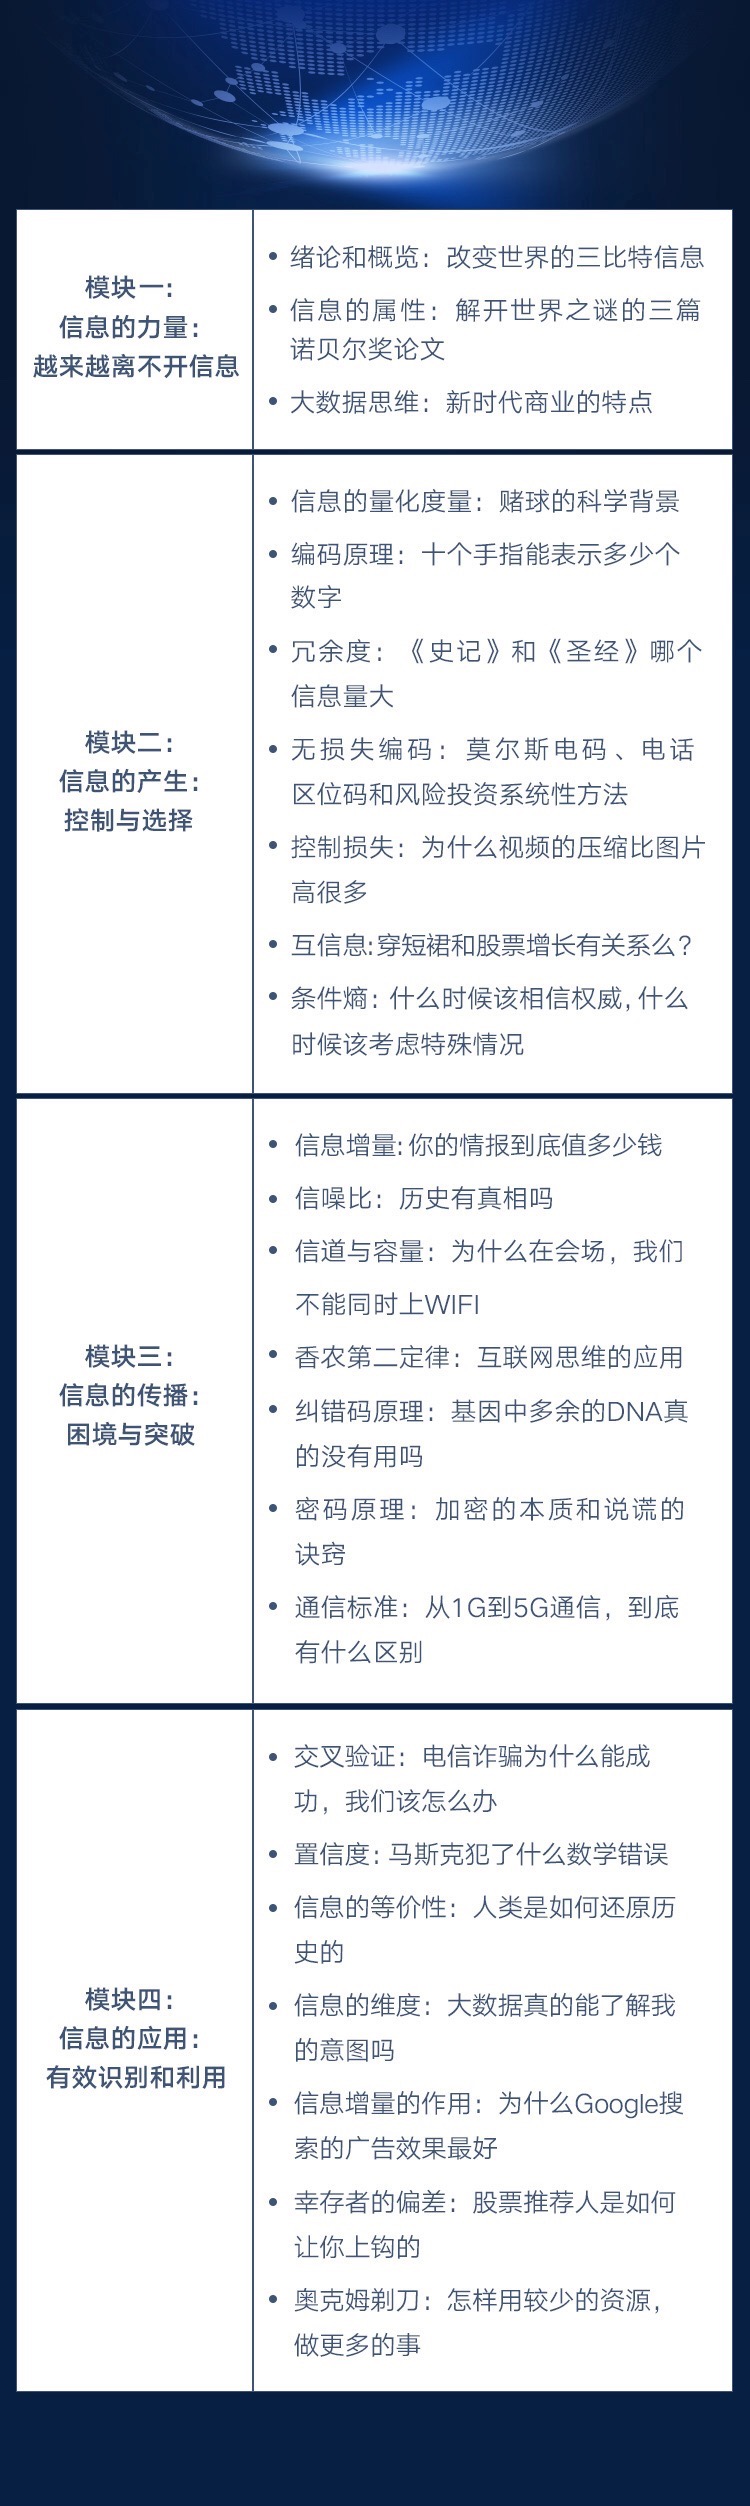 模块一：
信息的力量：
越来越离不开信息
绪论和概览：改变世界的三比特信息
信息的属性：解开世界之谜的三篇
诺贝尔奖论文
大数据思维：新时代商业的特点
模块二：
信息的产生：
控制与选择
信息的量化度量：赌球的科学背景
编码原理：十个手指能表示多少个
数字
冗余度：《史记》和《圣经》哪个
信息量大
无损失编码：莫尔斯电码、电话
区位码和风险投资系统性方法
控制损失：为什么视频的压缩比图片
高很多
互信息:穿短裙和股票增长有关系么？
条件熵：什么时候该相信权威,什么
时候该考虑特殊情况
模块三：
信息的传播：
困境与突破
信息增量:你的情报到底值多少钱
信噪比：历史有真相吗
信道与容量：为什么在会场，我们
不能同时上WIFI
香农第二定律：互联网思维的应用
纠错码原理：基因中多余的DNA真
的没有用吗
密码原理：加密的本质和说谎的
诀窍
通信标准：从1G到5G通信，到底
有什么区别
模块四：
信息的应用：
有效识别和利用
交叉验证：电信诈骗为什么能成
功，我们该怎么办
置信度:马斯克犯了什么数学错误
信息的等价性：人类是如何还原历
史的
信息的维度：大数据真的能了解我
的意图吗
信息增量的作用：为什么Google搜
索的广告效果最好
幸存者的偏差：股票推荐人是如何
让你上钩的
奥克姆剃刀：怎样用较少的资源，
做更多的事